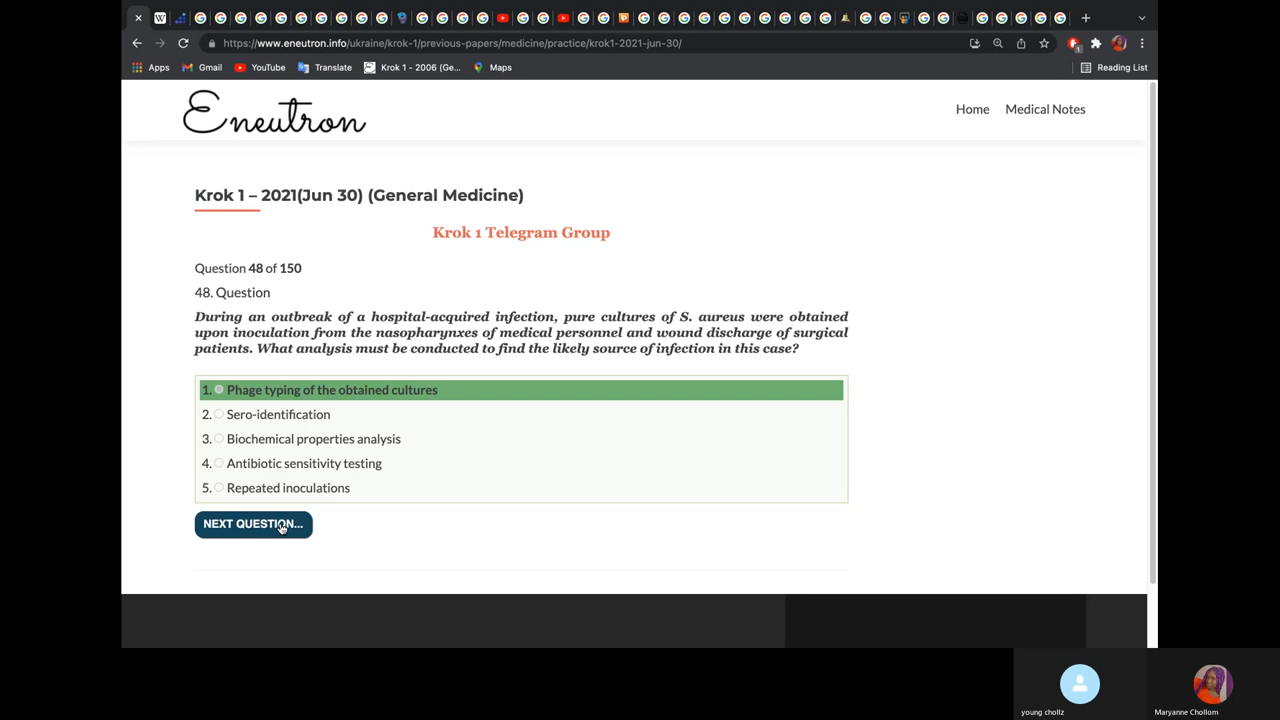 https://www.eneutron.info/ukraine/krok-1/previous-papers/medicine/practice/krok1-2021-jun-30/
Apps Gmail YouTube Translate Krok 1 - 2006 (Ge... Maps Reading List
Eneutron
Home Medical Notes
Krok 1 – 2021(Jun 30) (General Medicine)
Krok 1 Telegram Group
Question 48 of 150
48. Question
During an outbreak of a hospital-acquired infection, pure cultures of S. aureus were obtained
upon inoculation from the nasopharynxes of medical personnel and wound discharge of surgical
patients. What analysis must be conducted to find the likely source of infection in this case?
1. Phage typing of the obtained cultures
2. Sero-identification
3. Biochemical properties analysis
4. Antibiotic sensitivity testing
5. Repeated inoculations
NEXT QUESTION...
young chollz
Maryanne Chollom